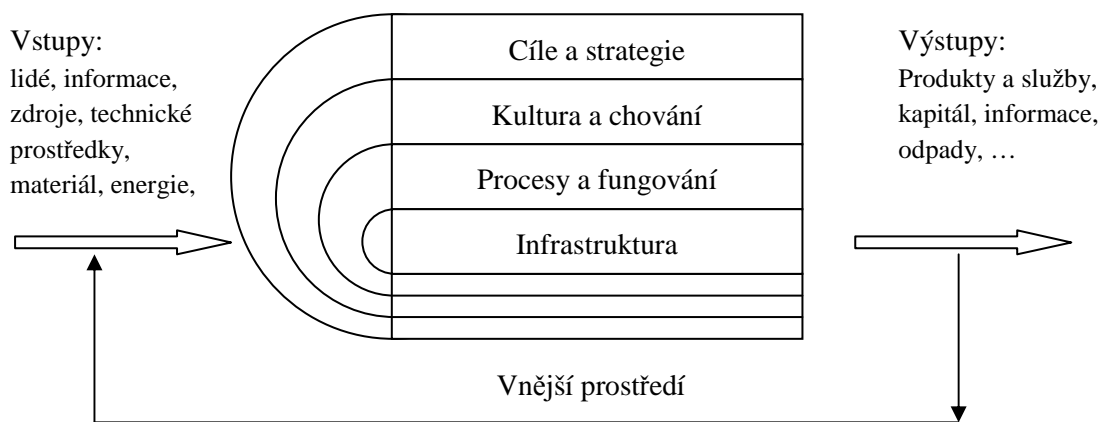 Vstupy:
lidé, informace,
zdroje, technické
prostředky,
materiál, energie,
Cíle a strategie
Kultura a chování
Procesy a fungování
Infrastruktura
Výstupy:
Produkty a služby,
kapitál, informace,
odpady, …
Vnější prostředí